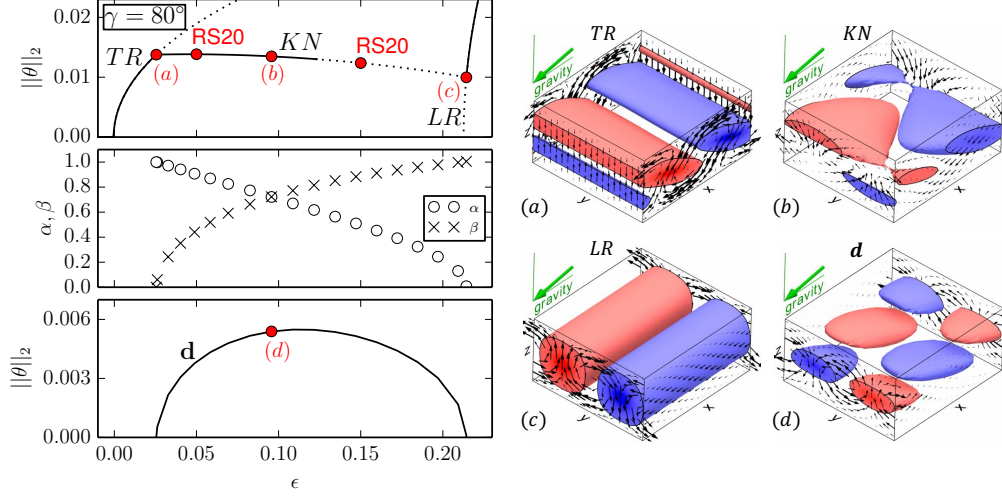 γ = 80°
||θ||₂
0.02
0.01
0.00
TR
RS20
KN
RS20
(a)
(b)
(c)
LR
α, β
1.0
0.8
0.6
0.4
0.2
0.0
α
β
||θ||₂
0.006
0.003
0.000
d
(d)
0.00
0.05
0.10
0.15
0.20
ϵ
TR
gravity
(a)
y
x
KN
gravity
(b)
y
x
LR
gravity
(c)
y
x
d
gravity
(d)
y
x